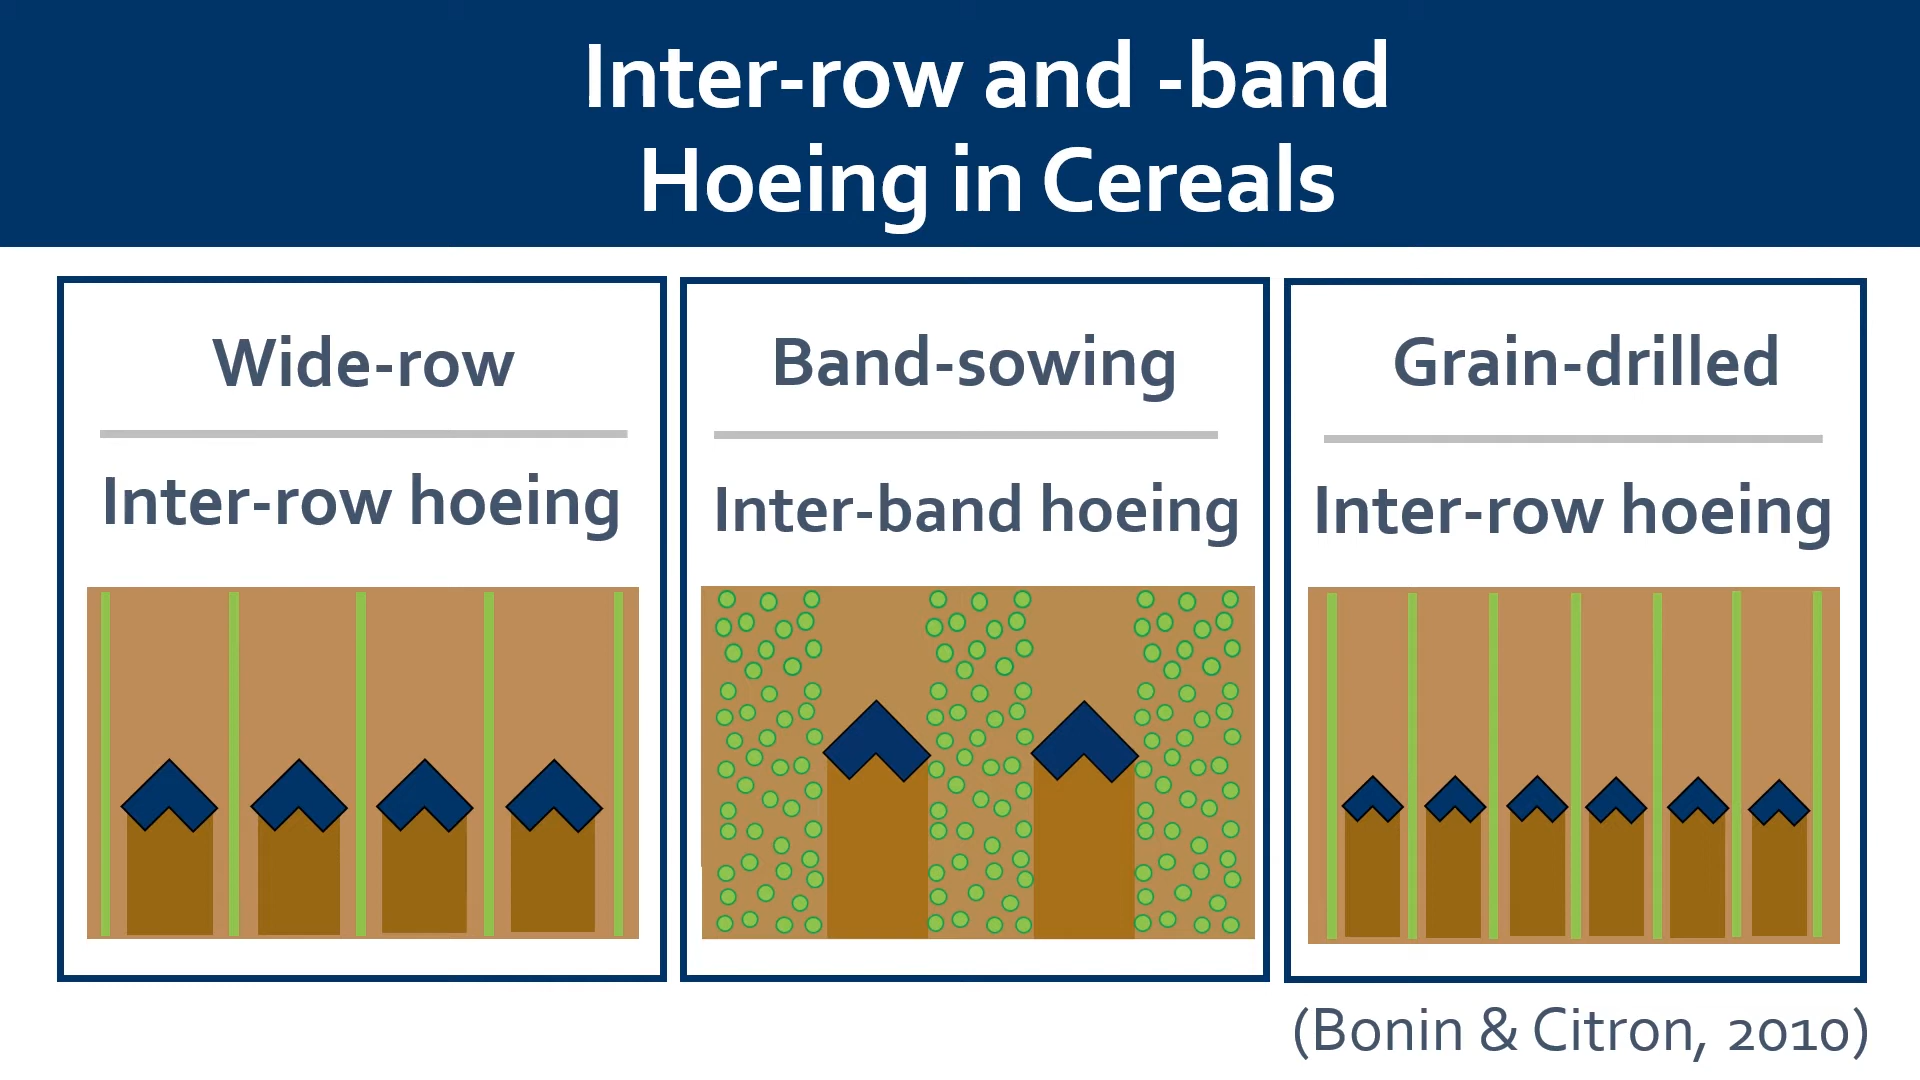 Inter-row and -band
Hoeing in Cereals
Wide-row
Inter-row hoeing
Band-sowing
Inter-band hoeing
Grain-drilled
Inter-row hoeing
(Bonin & Citron, 2010)